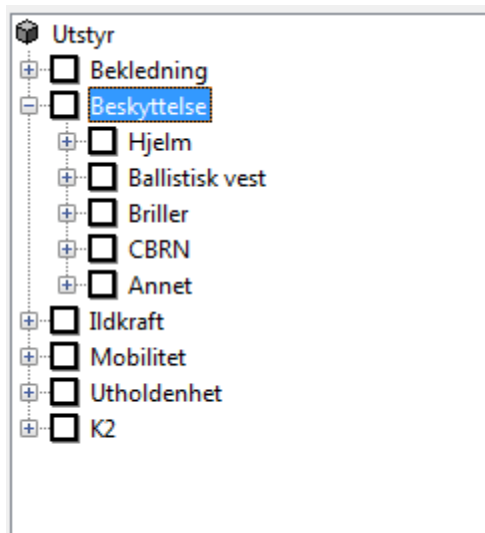 Utstyr
Bekledning
Beskyttelse
Hjelm
Ballistisk vest
Briller
CBRN
Annet
Ildkraft
Mobilitet
Utholdenhet
K2